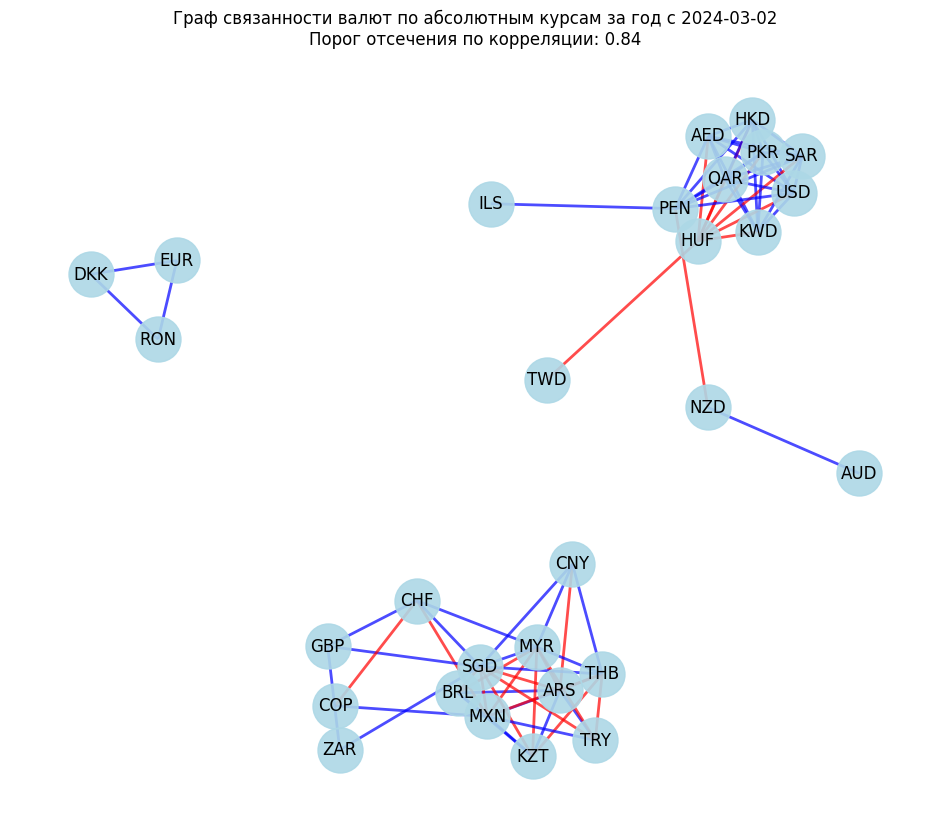 Граф связанности валют по абсолютным курсам за год с 2024-03-02
Порог отсечения по корреляции: 0.84
HKD
AED
PKR
SAR
QAR
USD
ILS
PEN
KWD
HUF
EUR
DKK
RON
TWD
NZD
AUD
CNY
CHF
GBP
MYR
SGD
THB
BRL
ARS
COP
MXN
TRY
ZAR
KZT